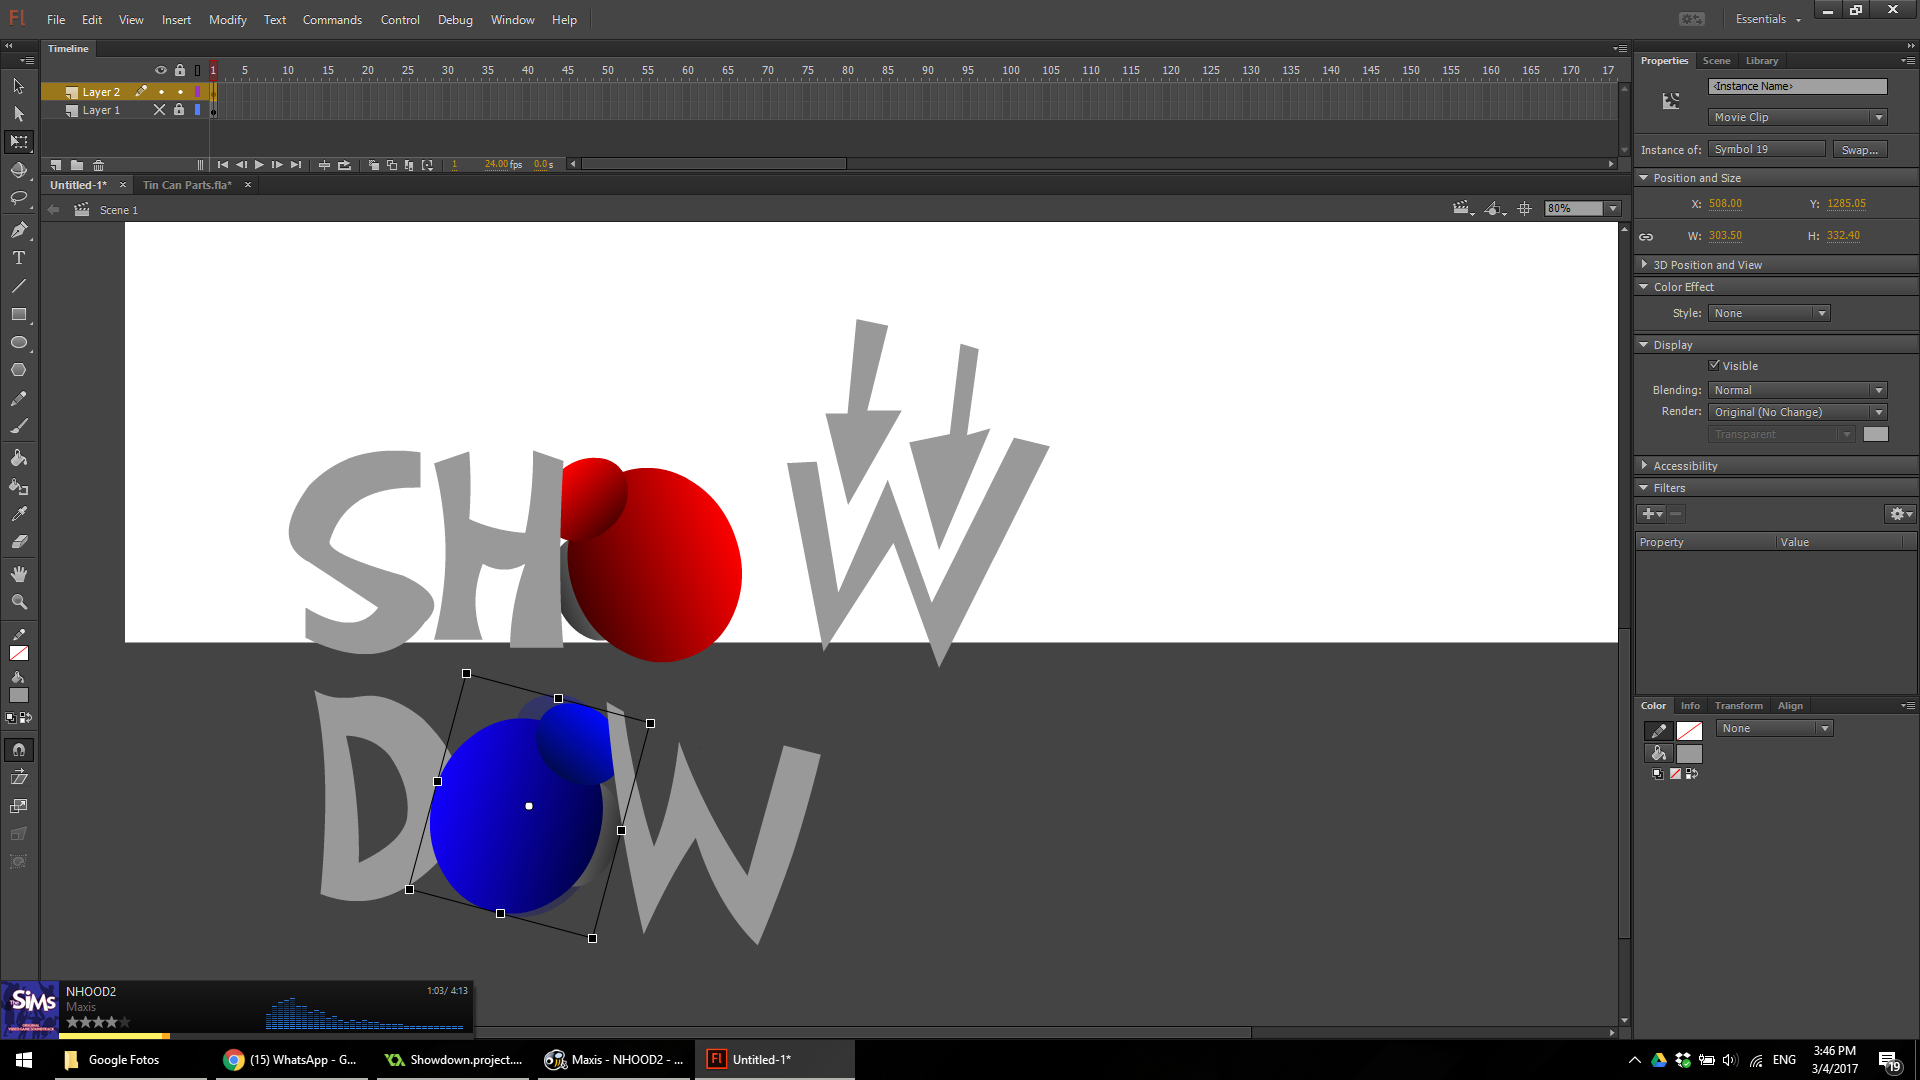 Fl File Edit View Insert Modify Text Commands Control Debug Window Help Essentials
Timeline
1 5 10 15 20 25 30 35 40 45 50 55 60 65 70 75 80 85 90 95 100 105 110 115 120 125 130 135 140 145 150 155 160 165 170 17
Layer 2
Layer 1
1 24.00 fps 0.0 s
Untitled-1* Tin Can Parts.fla*
Scene 1
80%
SHOW
DOW
Properties Scene Library
<Instance Name>
Movie Clip
Instance of: Symbol 19 Swap...
Position and Size
X: 508.00 Y: 1285.05
W: 303.50 H: 332.40
3D Position and View
Color Effect
Style: None
Display
Visible
Blending: Normal
Render: Original (No Change)
Transparent
Accessibility
Filters
Property Value
Color Info Transform Align
None
The SiMs
NHOOD2 1:03/ 4:13
Maxis
Google Fotos
(15) WhatsApp - G...
Showdown.project....
Maxis - NHOOD2 - ...
Fl Untitled-1*
ENG
3:46 PM
3/4/2017
19